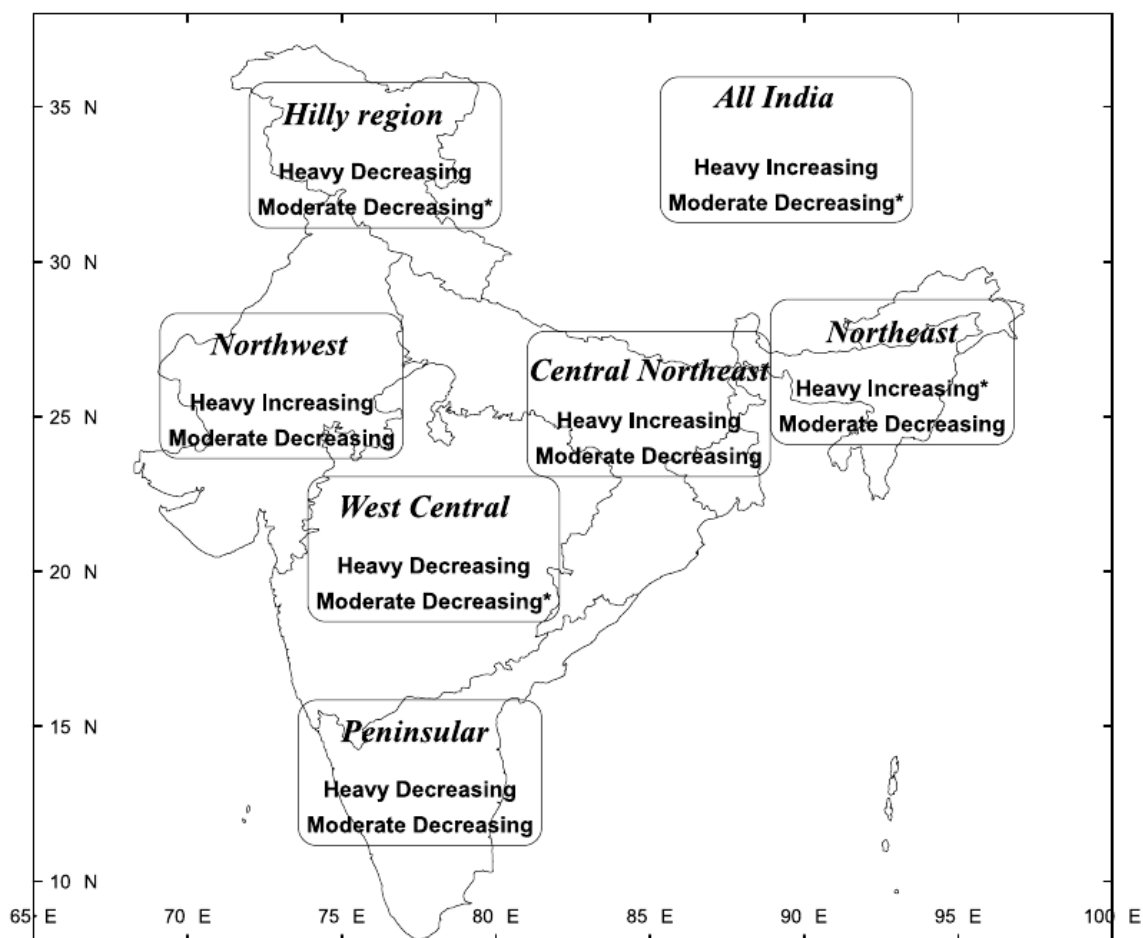 35 N
30 N
25 N
20 N
15 N
10 N
65 E
70 E
75 E
80 E
85 E
90 E
95 E
100 E
Hilly region
Heavy Decreasing
Moderate Decreasing*
All India
Heavy Increasing
Moderate Decreasing*
Northwest
Heavy Increasing
Moderate Decreasing
Central Northeast
Heavy Increasing
Moderate Decreasing
Northeast
Heavy Increasing*
Moderate Decreasing
West Central
Heavy Decreasing
Moderate Decreasing*
Peninsular
Heavy Decreasing
Moderate Decreasing